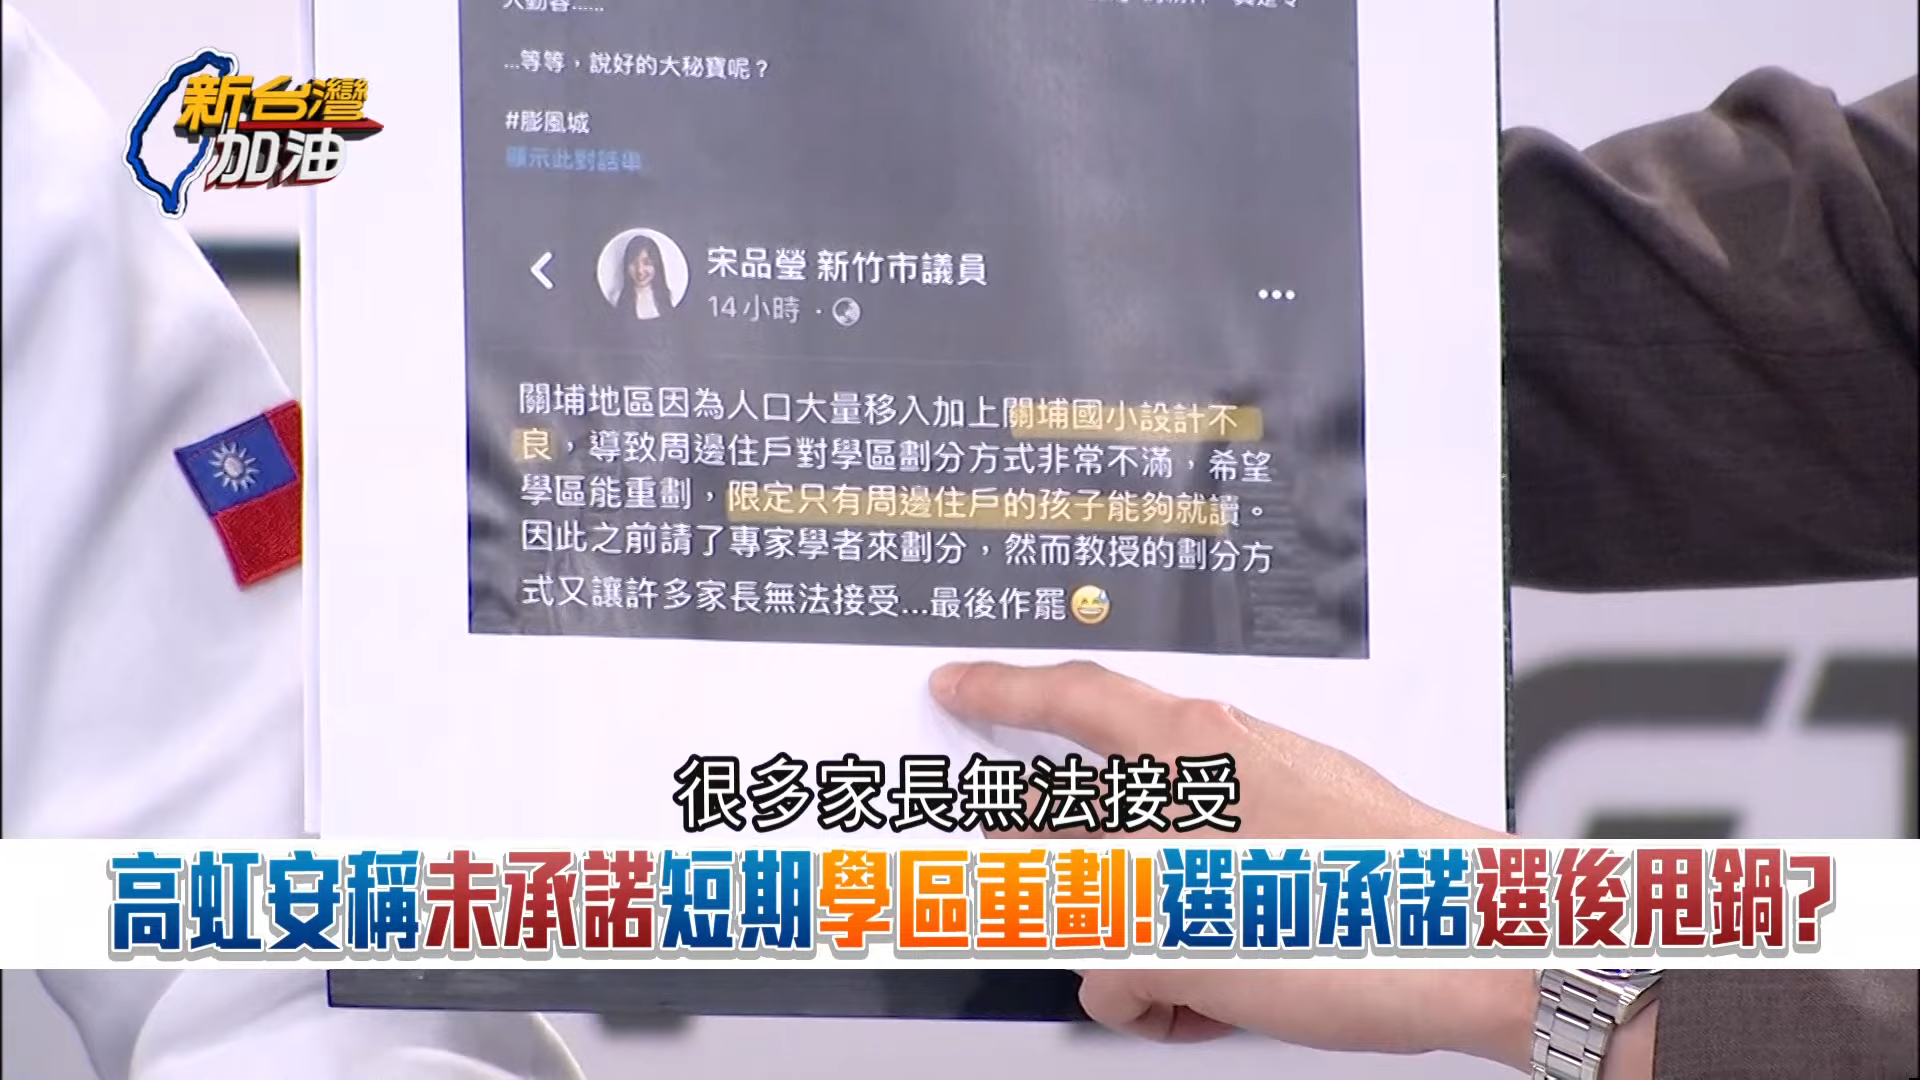 新台灣
加油
...等等,說好的大秘寶呢?
#膨風城
顯示此對話串
宋品瑩 新竹市議員
14小時 ·
關埔地區因為人口大量移入加上關埔國小設計不
良,導致周邊住戶對學區劃分方式非常不滿,希望
學區能重劃,限定只有周邊住戶的孩子能夠就讀。
因此之前請了專家學者來劃分,然而教授的劃分方
式又讓許多家長無法接受...最後作罷😅
很多家長無法接受
高虹安稱未承諾短期學區重劃!選前承諾選後甩鍋?